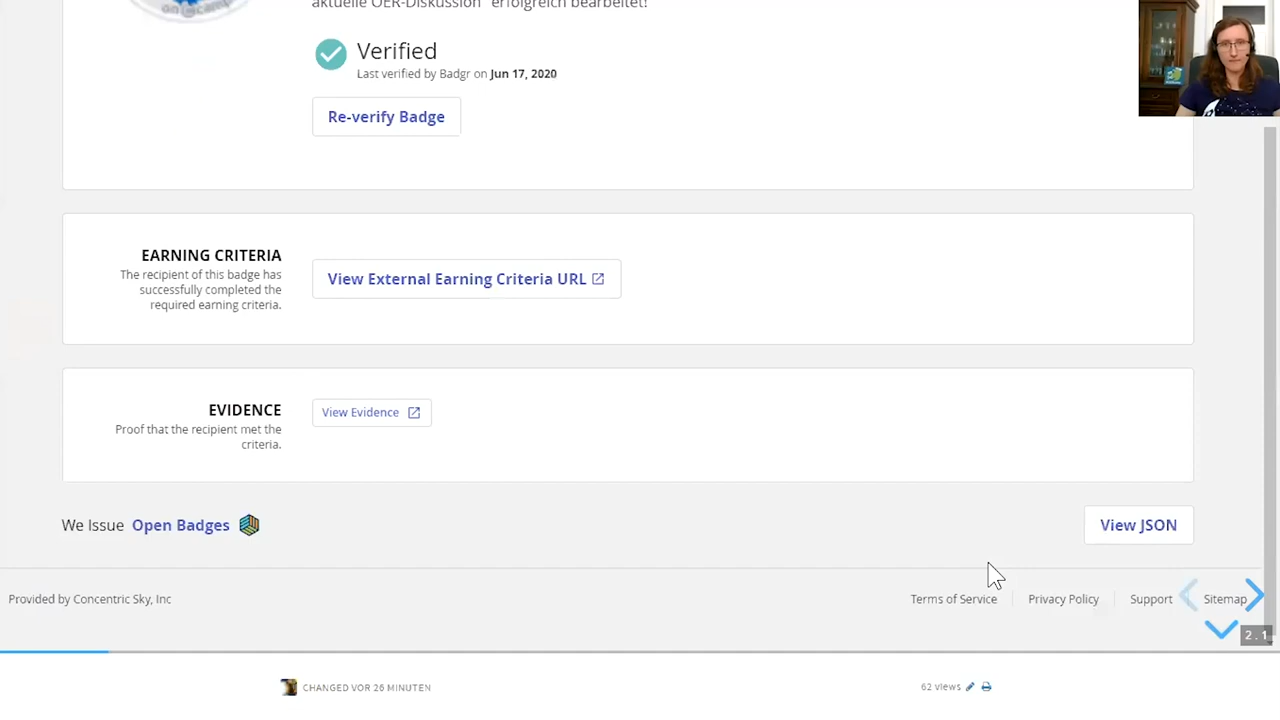 on campus
aktuelle OER-Diskussion" erfolgreich bearbeitet!
Verified
Last verified by Badgr on Jun 17, 2020
Re-verify Badge
EARNING CRITERIA
The recipient of this badge has
successfully completed the
required earning criteria.
View External Earning Criteria URL
EVIDENCE
Proof that the recipient met the
criteria.
View Evidence
We Issue Open Badges
View JSON
Provided by Concentric Sky, Inc
Terms of Service
Privacy Policy
Support
Sitemap
2.1
CHANGED VOR 26 MINUTEN
62 views